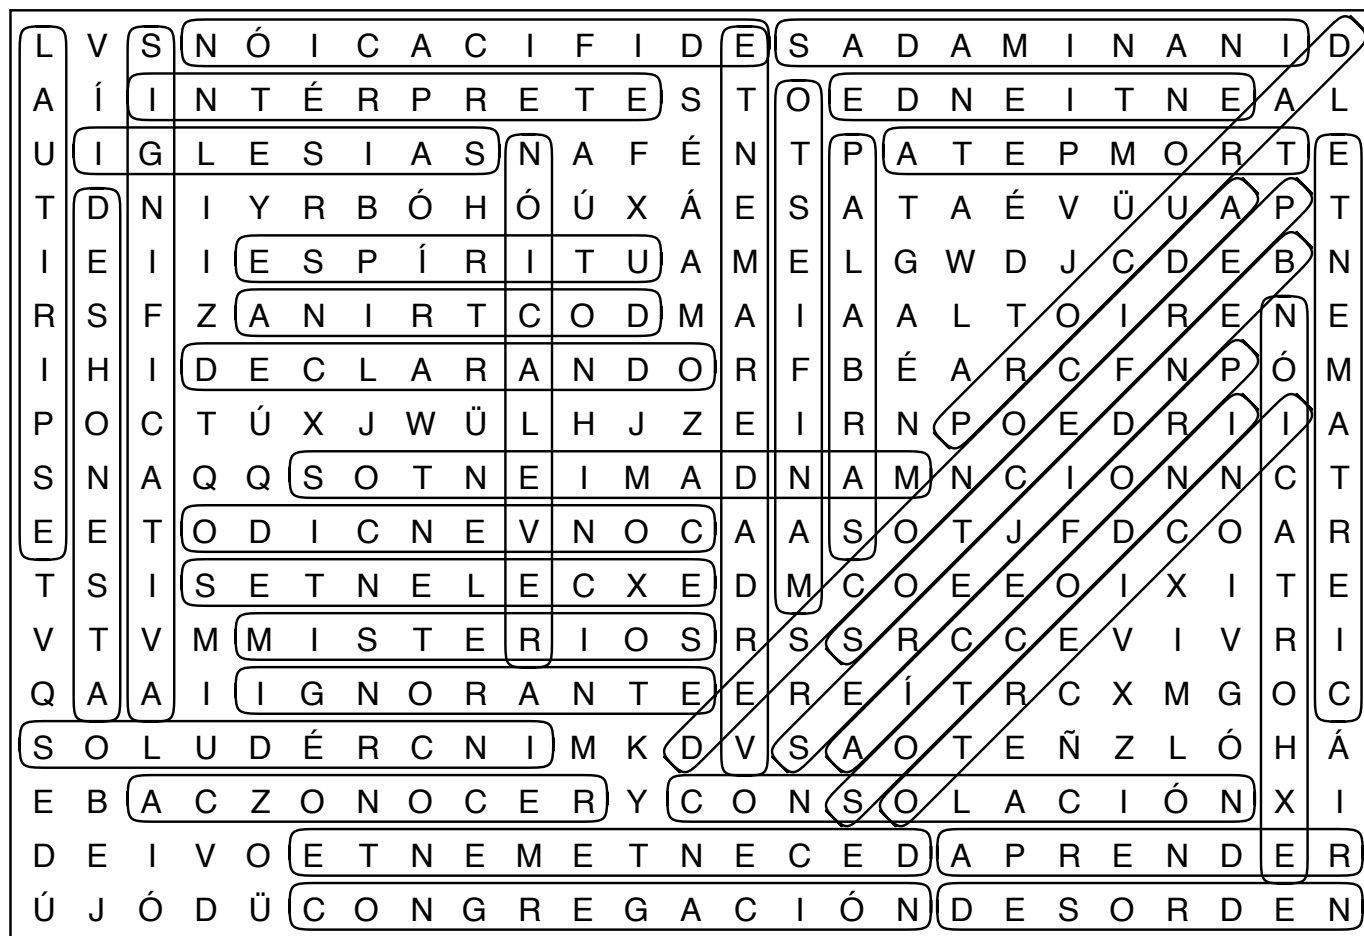 L V S N Ó I C A C I F I D E S A D A M I N A N I D
A Í I N T É R P R E T E S T O E D N E I T N E A L
U I G L E S I A S N A F É N T P A T E P M O R T E
T D N I Y R B Ó H Ó Ú X Á E S A T A É V Ü U A P T
I E I I E S P Í R I T U A M E L G W D J C D E B N
R S F Z A N I R T C O D M A I A A L T O I R E N E
I H I D E C L A R A N D O R F B É A R C F N P Ó M
P O C T Ú X J W Ü L H J Z E I R N P O E D R I I A
S N A Q Q S O T N E I M A D N A M N C I O N N C T
E E T O D I C N E V N O C A A S O T J F D C O A R
T S I S E T N E L E C X E D M C O E E O I X I T E
V T V M M I S T E R I O S R S S R C C E V I V R I
Q A A I I G N O R A N T E E R E Í T R C X M G O C
S O L U D É R C N I M K D V S A O T E Ñ Z L Ó H Á
E B A C Z O N O C E R Y C O N S O L A C I Ó N X I
D E I V O E T N E M E T N E C E D A P R E N D E R
Ú J Ó D Ü C O N G R E G A C I Ó N D E S O R D E N